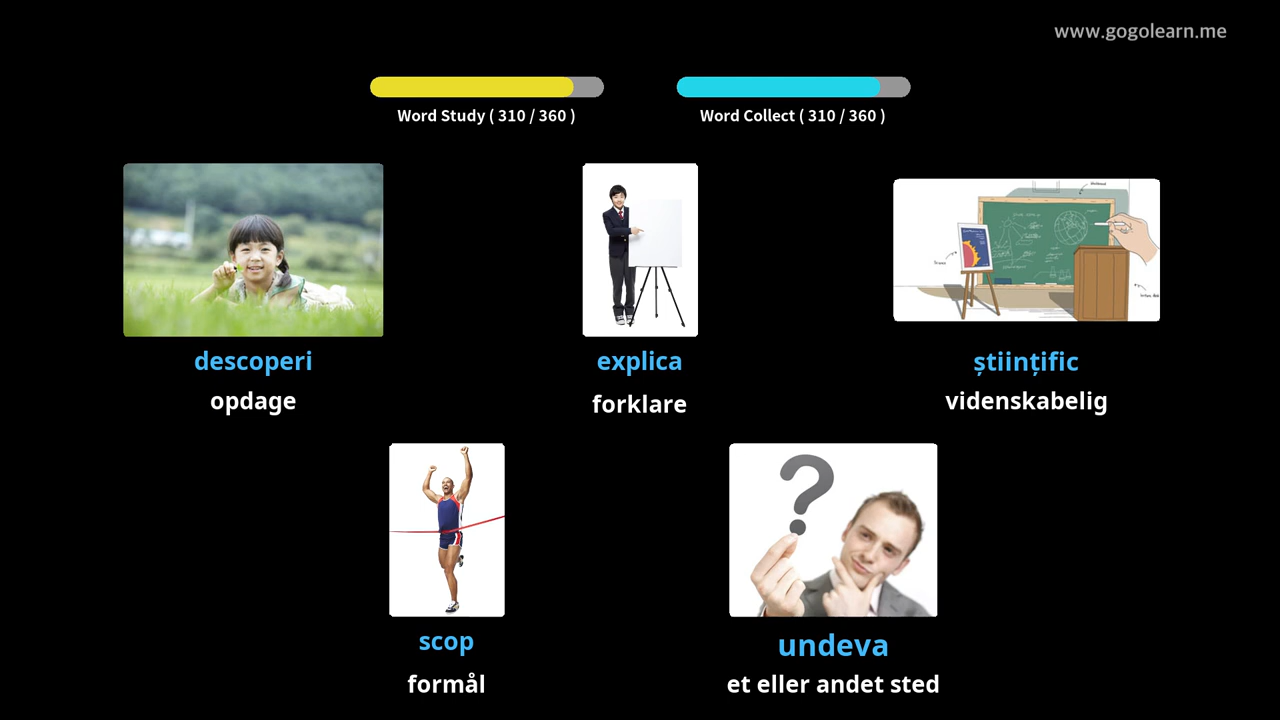 www.gogolearn.me
Word Study ( 310 / 360 )
Word Collect ( 310 / 360 )
descoperi
opdage
explica
forklare
științific
videnskabelig
scop
formål
undeva
et eller andet sted